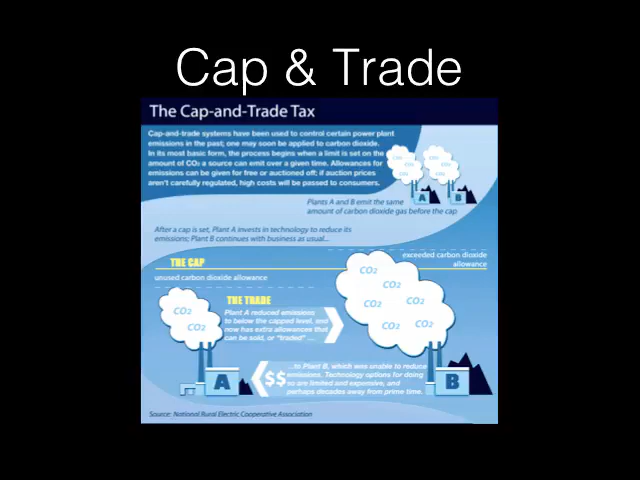 Cap & Trade
The Cap-and-Trade Tax
Cap-and-trade systems have been used to control certain power plant
emissions in the past; one may soon be applied to carbon dioxide.
In its most basic form, the process begins when a limit is set on the
amount of CO₂ a source can emit over a given time. Allowances for
emissions can be given for free or auctioned off; if auction prices
aren't carefully regulated, high costs will be passed to consumers.
A
B
Plants A and B emit the same
amount of carbon dioxide gas before the cap
After a cap is set, Plant A invests in technology to reduce its
emissions; Plant B continues with business as usual...
exceeded carbon dioxide
allowance
THE CAP
unused carbon dioxide allowance
CO₂
CO₂
CO₂
CO₂
CO₂
CO₂
THE TRADE
CO₂
CO₂
Plant A reduced emissions
to below the capped level, and
now has extra allowances that
can be sold, or "traded" ....
...to Plant B, which was unable to reduce
emissions. Technology options for doing
so are limited and expensive, and
perhaps decades away from prime time.
$$
A
B
Source: National Rural Electric Cooperative Association